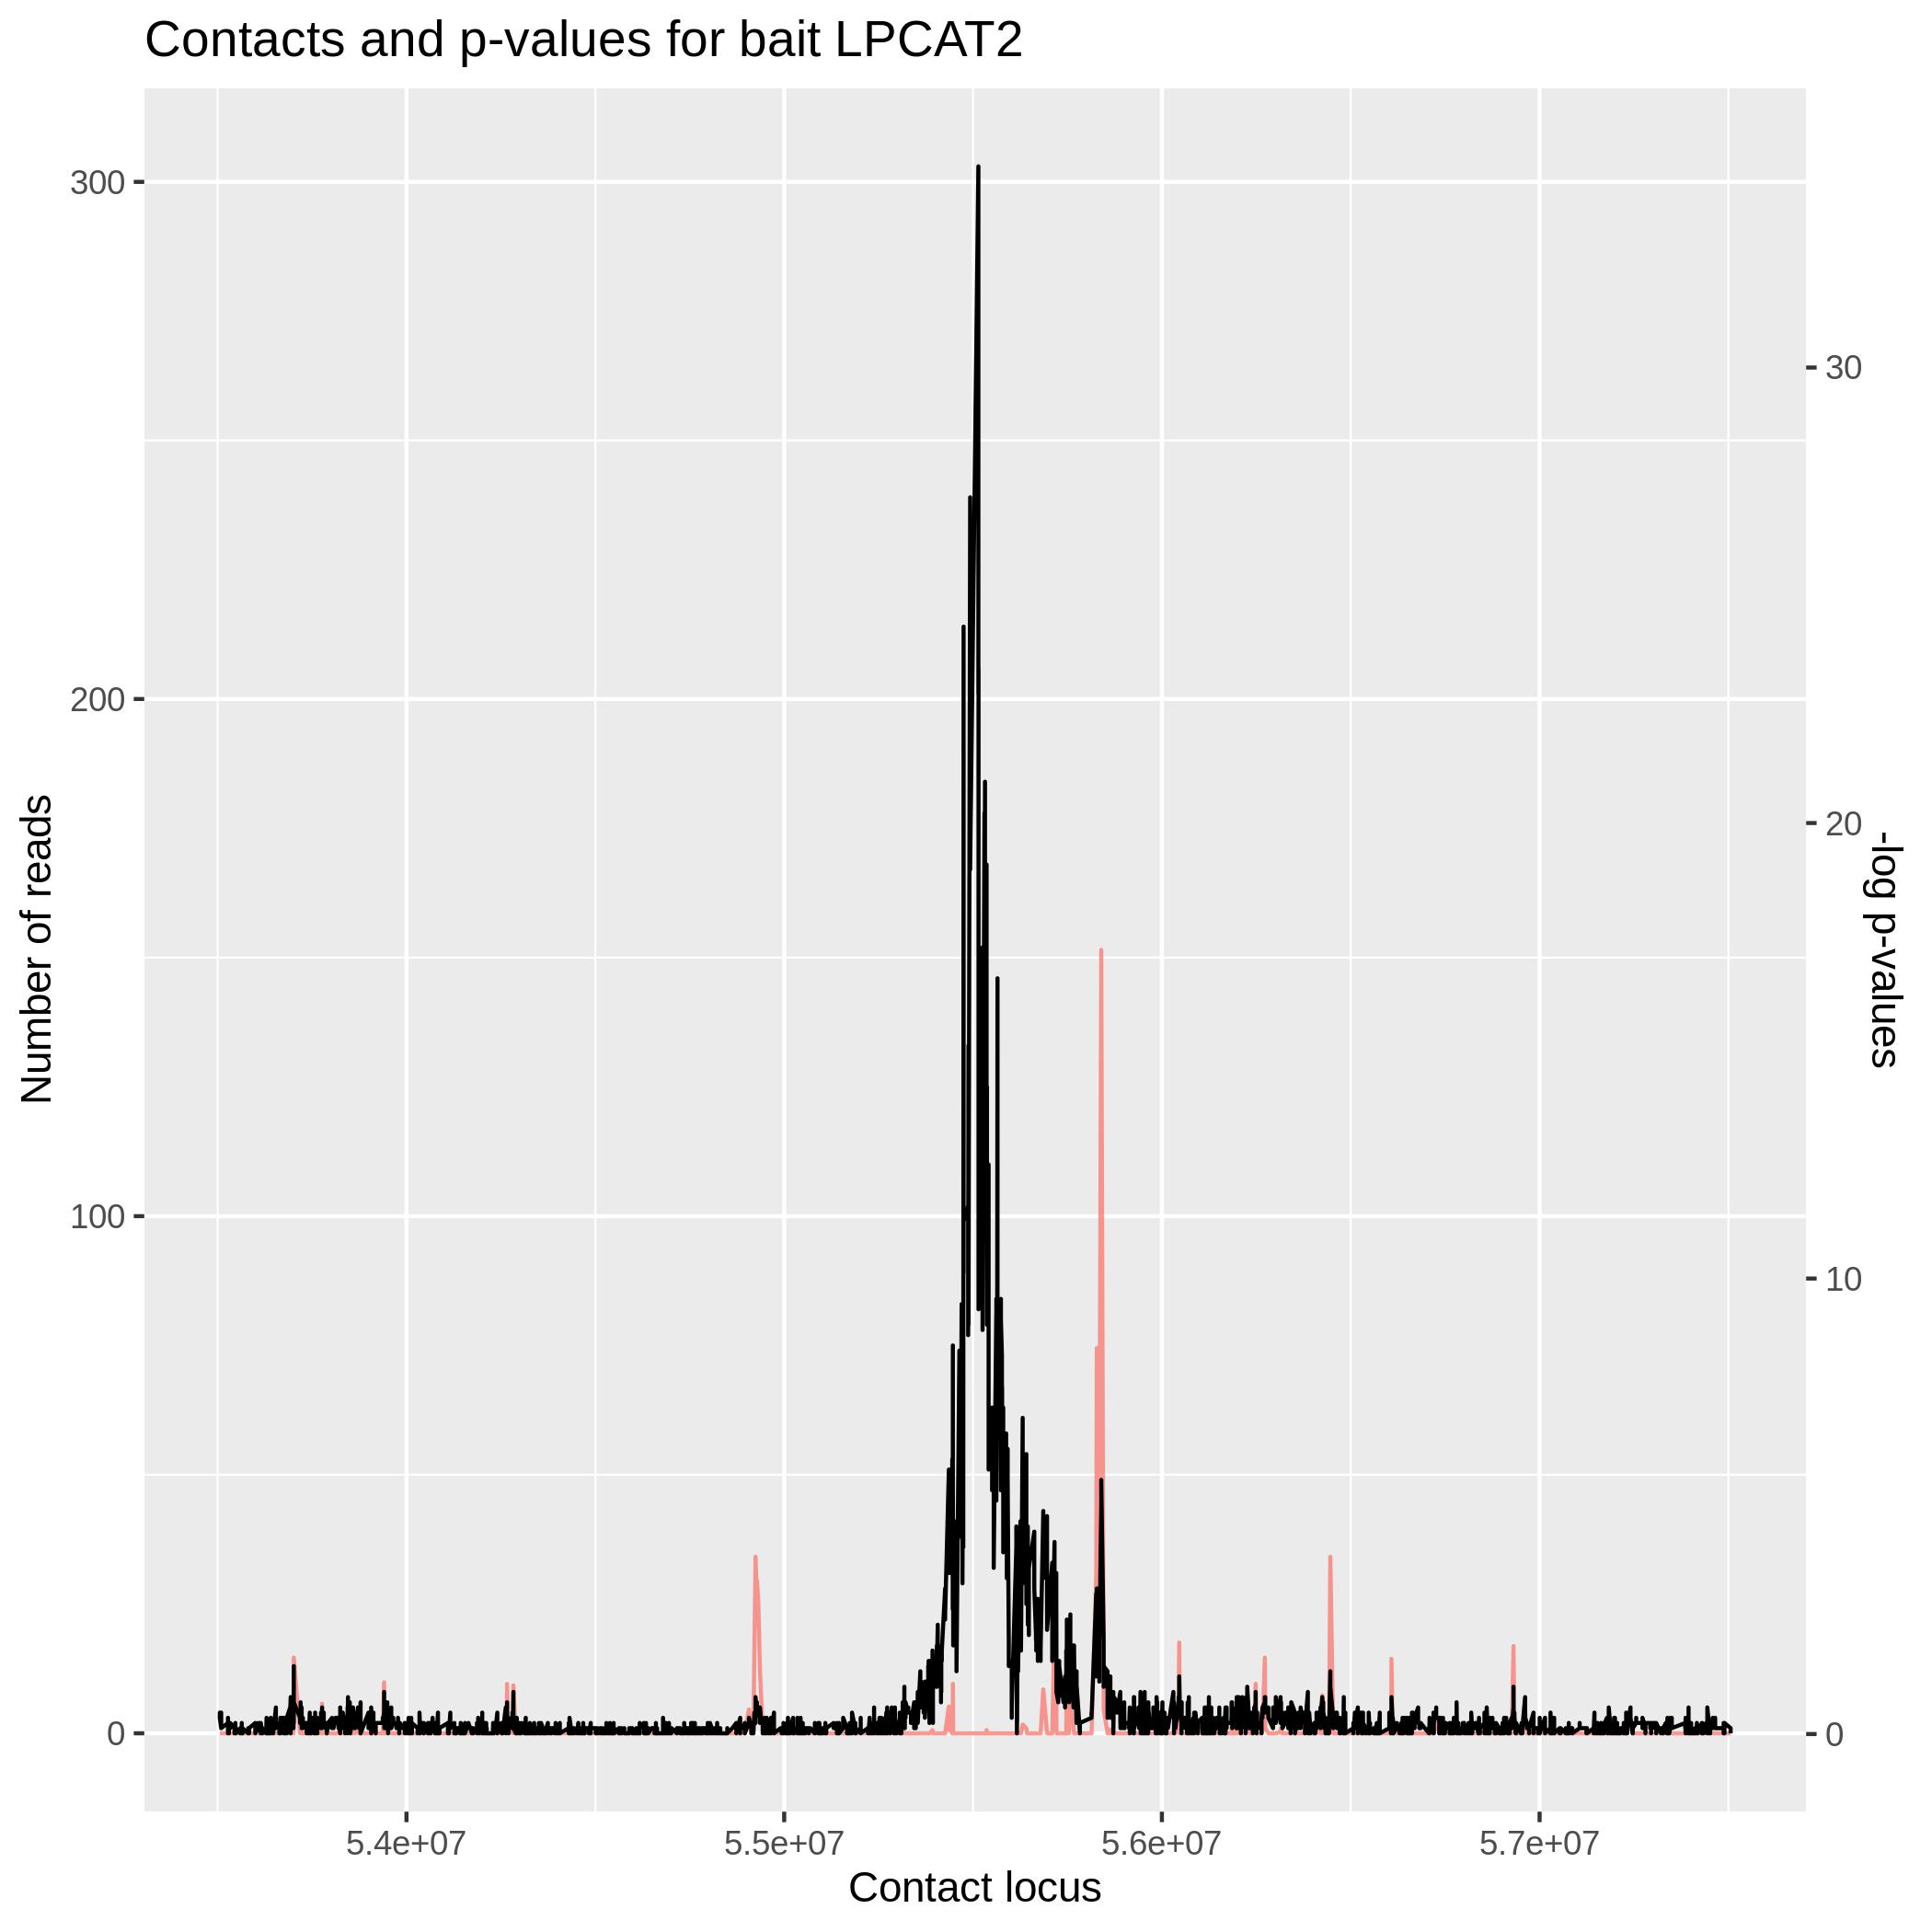 Contacts and p-values for bait LPCAT2
300
200
100
0
Number of reads
30
20
10
0
-log p-values
5.4e+07
5.5e+07
5.6e+07
5.7e+07
Contact locus